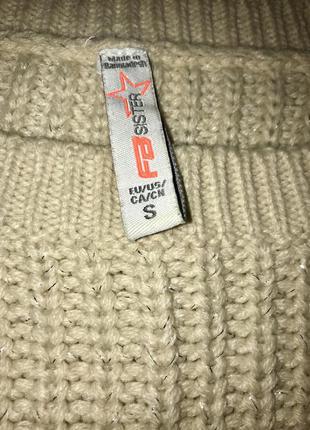 Made in
Bangladesh
FB
SISTER
EU/US/
CA/CN
S